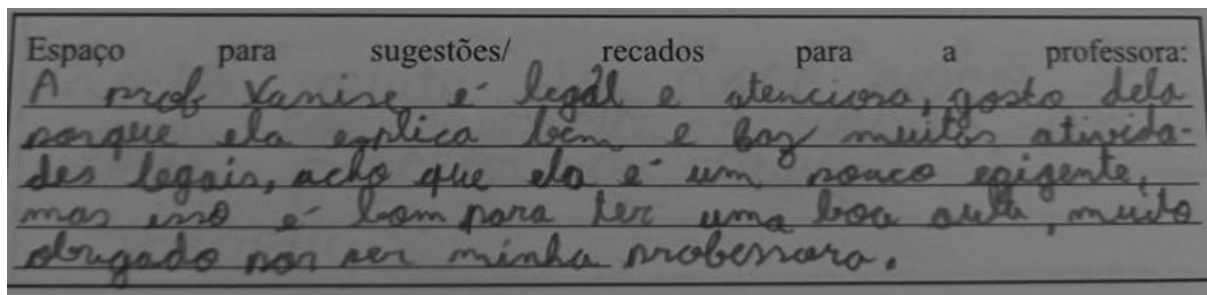 Espaço para sugestões/ recados para a professora:
A prof Vanise é legal e atenciosa, gosto dela
porque ela explica bem e faz muitas ativida-
des legais, acho que ela é um pouco exigente,
mas isso é bom para ter uma boa aula, muito
obrigado por ser minha professora.